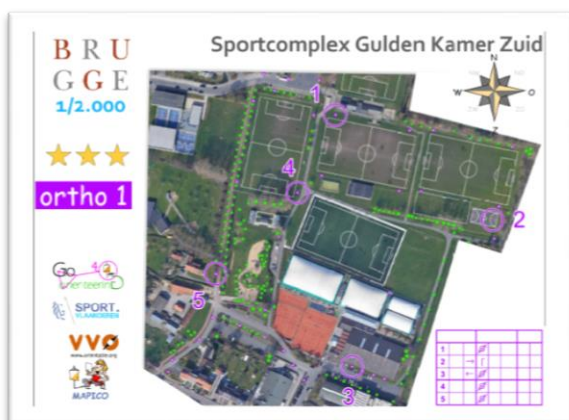 BRU
GGE
1/2.000
Sportcomplex Gulden Kamer Zuid
N
W
O
Z
ortho 1
1
4
2
5
3
SPORT.
VLAANDEREN
VVO
MAPICO
1
2
3
4
5